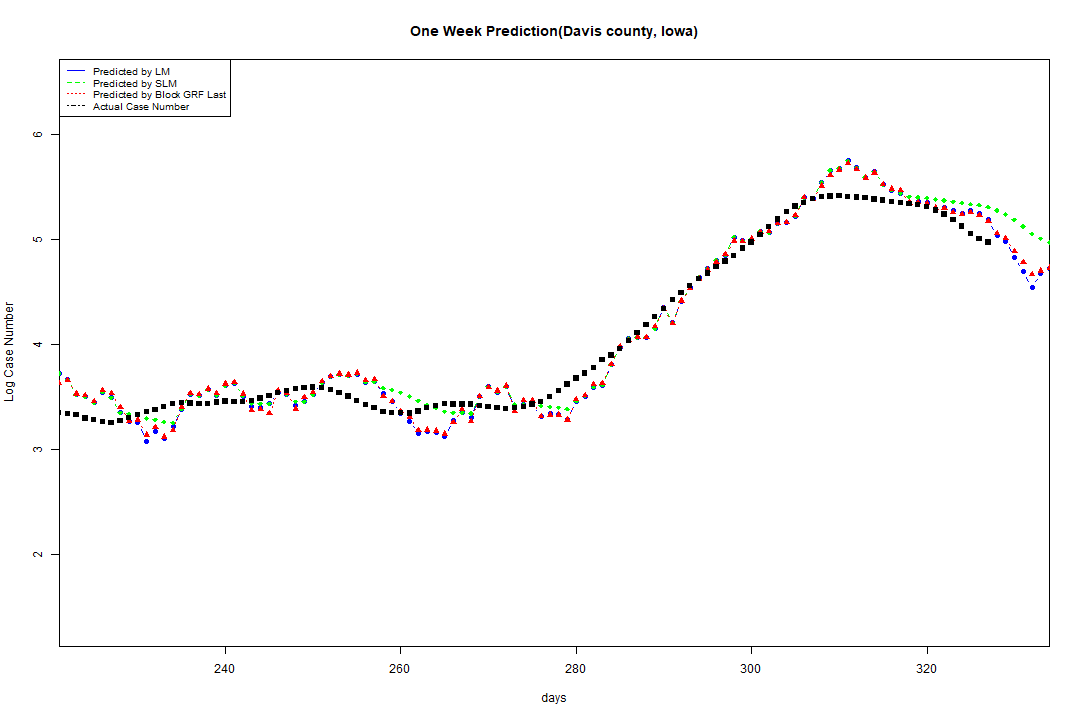 One Week Prediction(Davis county, Iowa)
Predicted by LM
Predicted by SLM
Predicted by Block GRF Last
Actual Case Number
6
5
4
3
2
Log Case Number
240 260 280 300 320
days